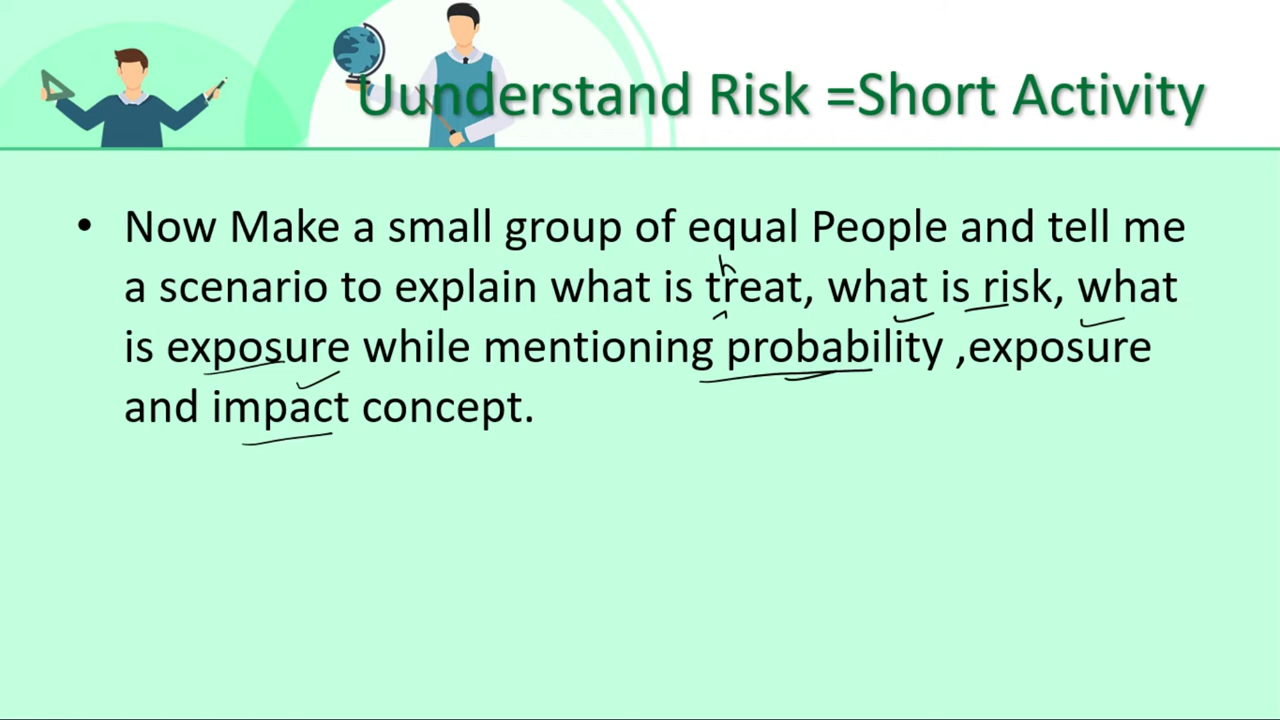 Uunderstand Risk =Short Activity
• Now Make a small group of equal People and tell me
h
a scenario to explain what is treat, what is risk, what
is exposure while mentioning probability ,exposure
and impact concept.